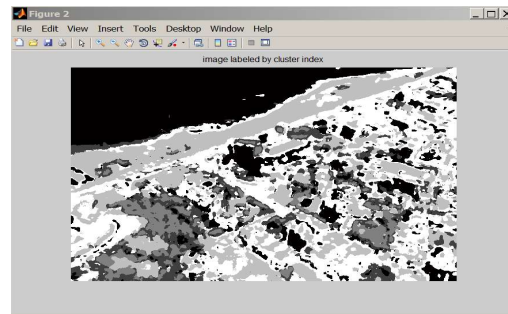 Figure 2
File Edit View Insert Tools Desktop Window Help
image labeled by cluster index